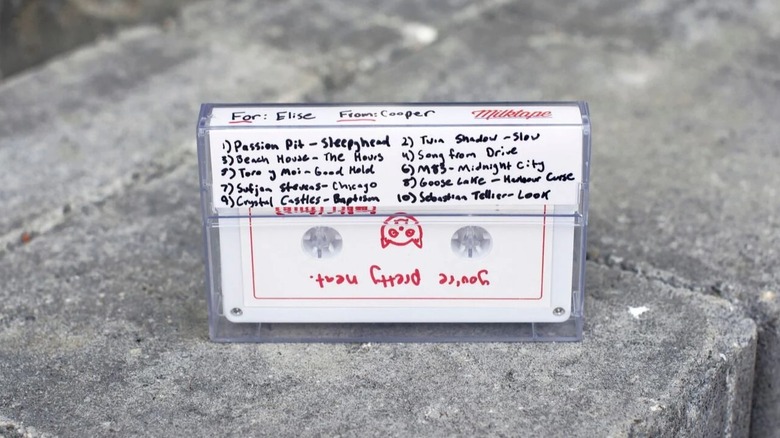 For: Elise From: Cooper Milktape
1) Passion Pit - Sleepyhead 2) Twin Shadow - Slow
3) Beach House - The Hours 4) Song from Drive
5) Toro y Moi - Good Hold 6) M83 - Midnight City
7) Sufjan Stevens - Chicago 8) Goose Lake - Harbour Curse
9) Crystal Castles - Baptism 10) Sebastian Tellier - Look
you're pretty neat.